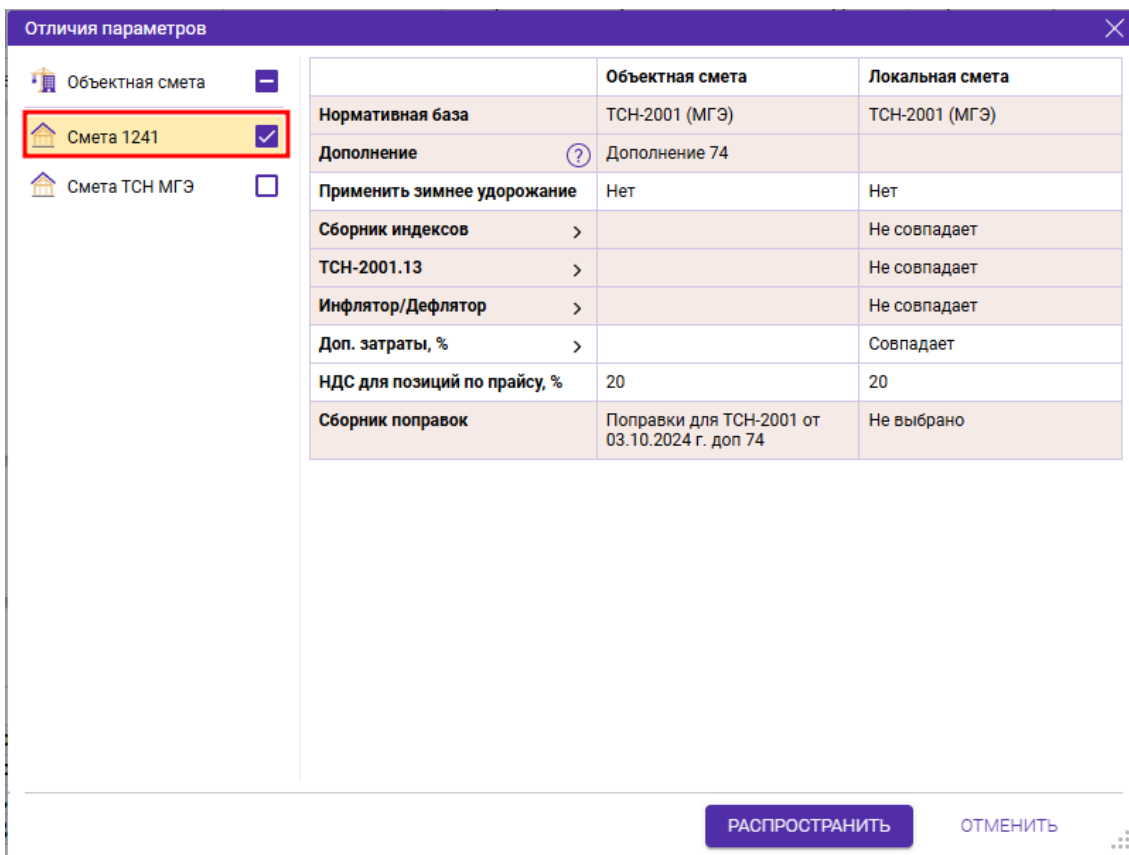 Отличия параметров
Объектная смета
Смета 1241
Смета ТСН МГЭ
Объектная смета Локальная смета
Нормативная база ТСН-2001 (МГЭ) ТСН-2001 (МГЭ)
Дополнение ? Дополнение 74
Применить зимнее удорожание Нет Нет
Сборник индексов > Не совпадает
ТСН-2001.13 > Не совпадает
Инфлятор/Дефлятор > Не совпадает
Доп. затраты, % > Совпадает
НДС для позиций по прайсу, % 20 20
Сборник поправок Поправки для ТСН-2001 от Не выбрано
03.10.2024 г. доп 74
РАСПРОСТРАНИТЬ ОТМЕНИТЬ